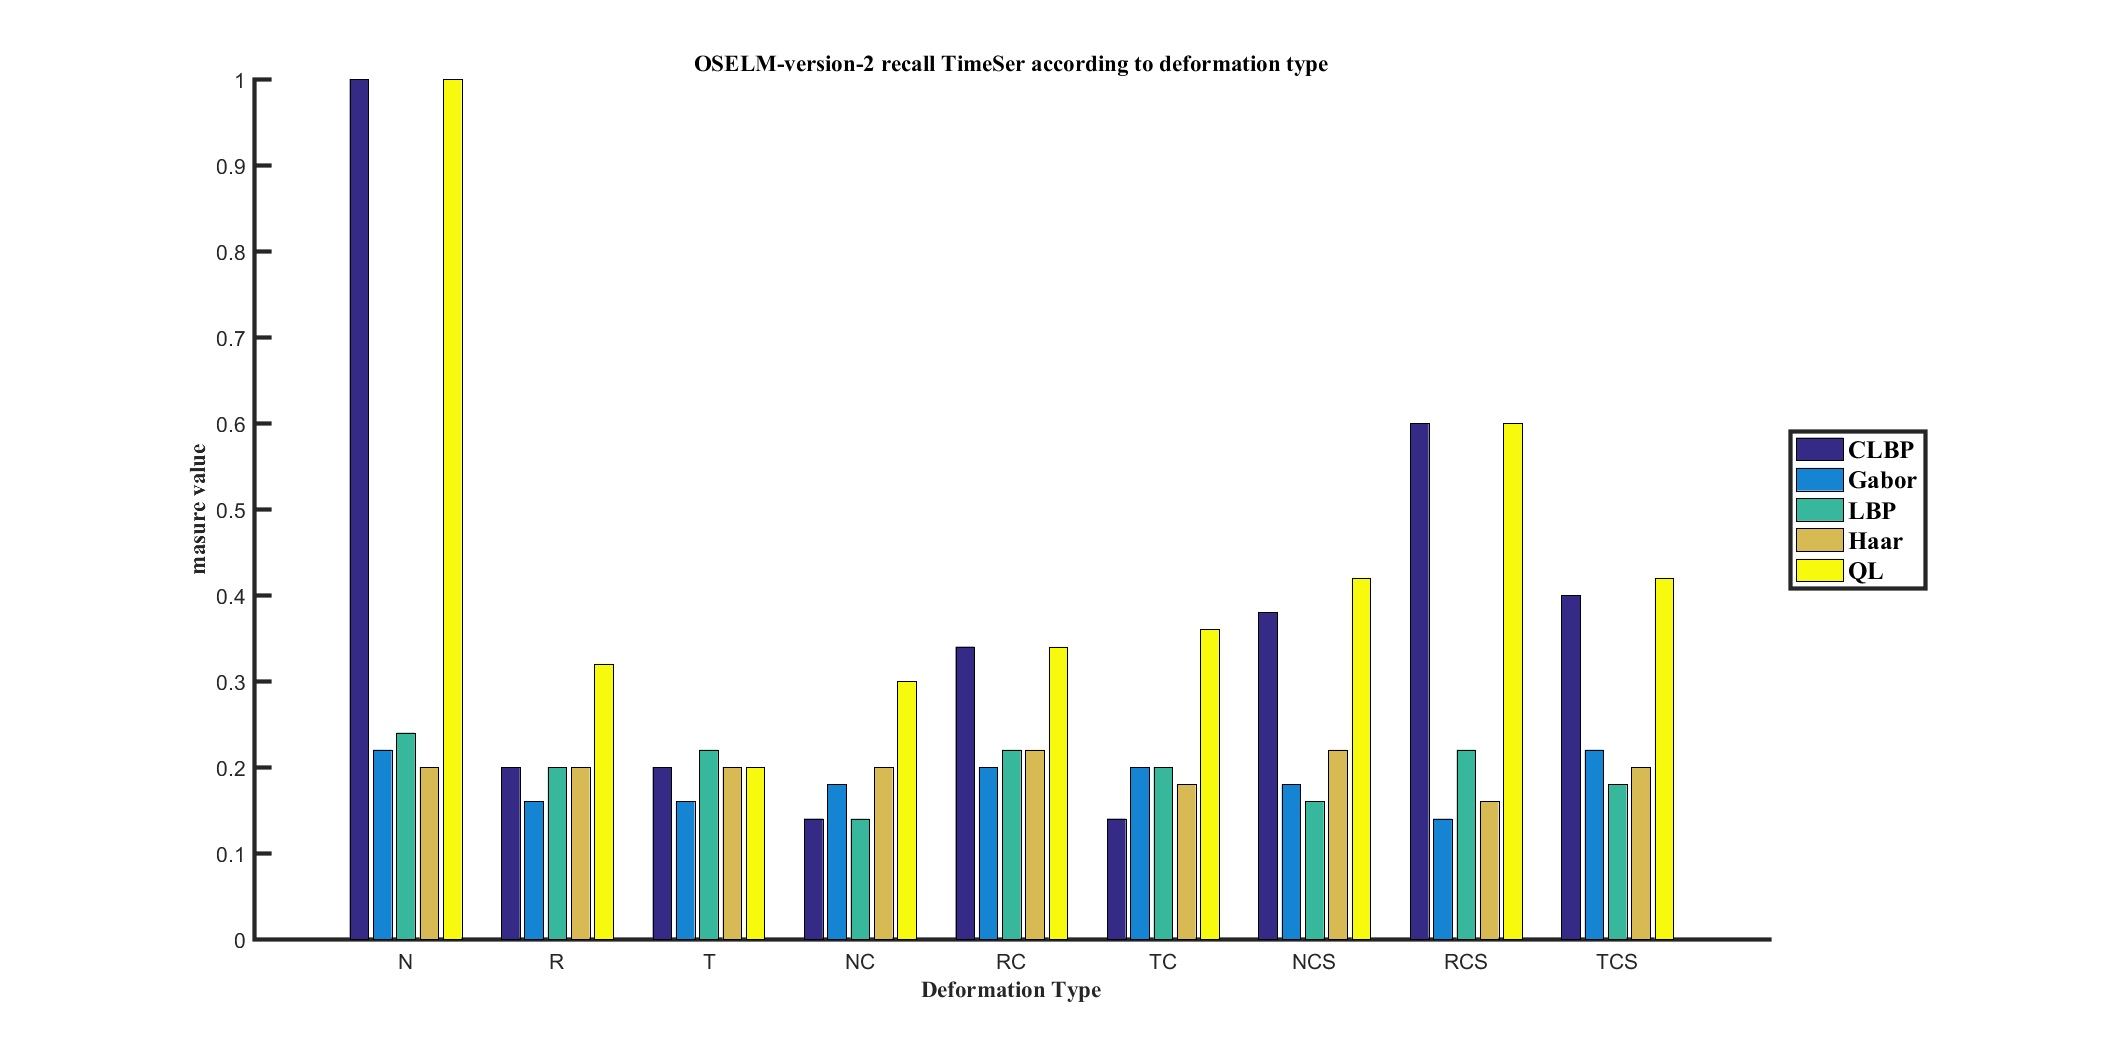 OSELM-version-2 recall TimeSer according to deformation type
masure value
1
0.9
0.8
0.7
0.6
0.5
0.4
0.3
0.2
0.1
0
N R T NC RC TC NCS RCS TCS
Deformation Type
CLBP
Gabor
LBP
Haar
QL